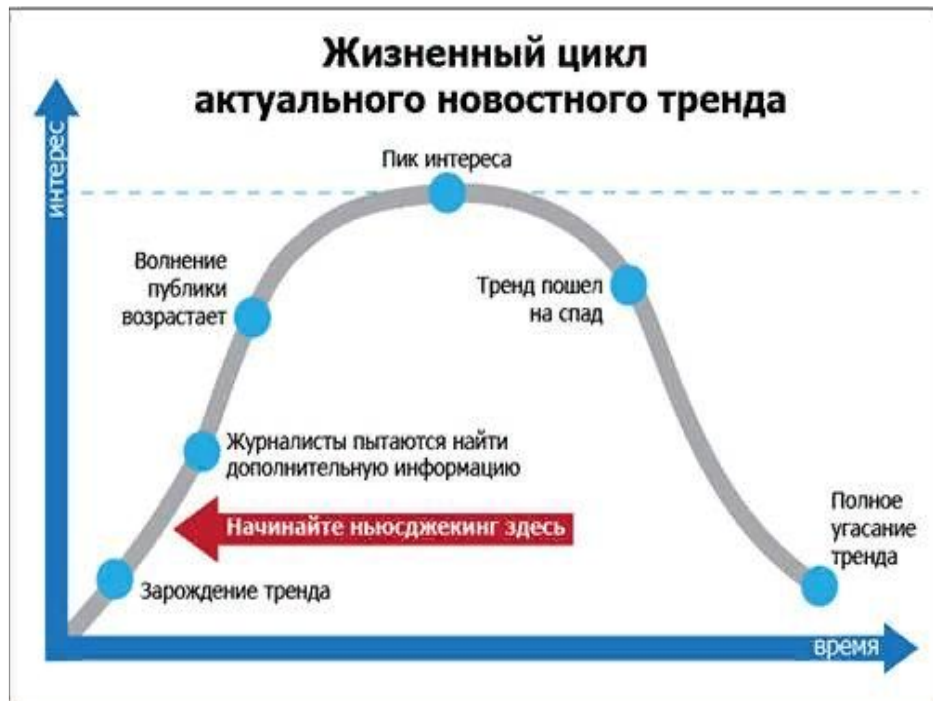 Жизненный цикл
актуального новостного тренда
интерес
Пик интереса
Волнение
публики
возрастает
Тренд пошел
на спад
Журналисты пытаются найти
дополнительную информацию
Начинайте ньюсджекинг здесь
Полное
угасание
тренда
Зарождение тренда
время